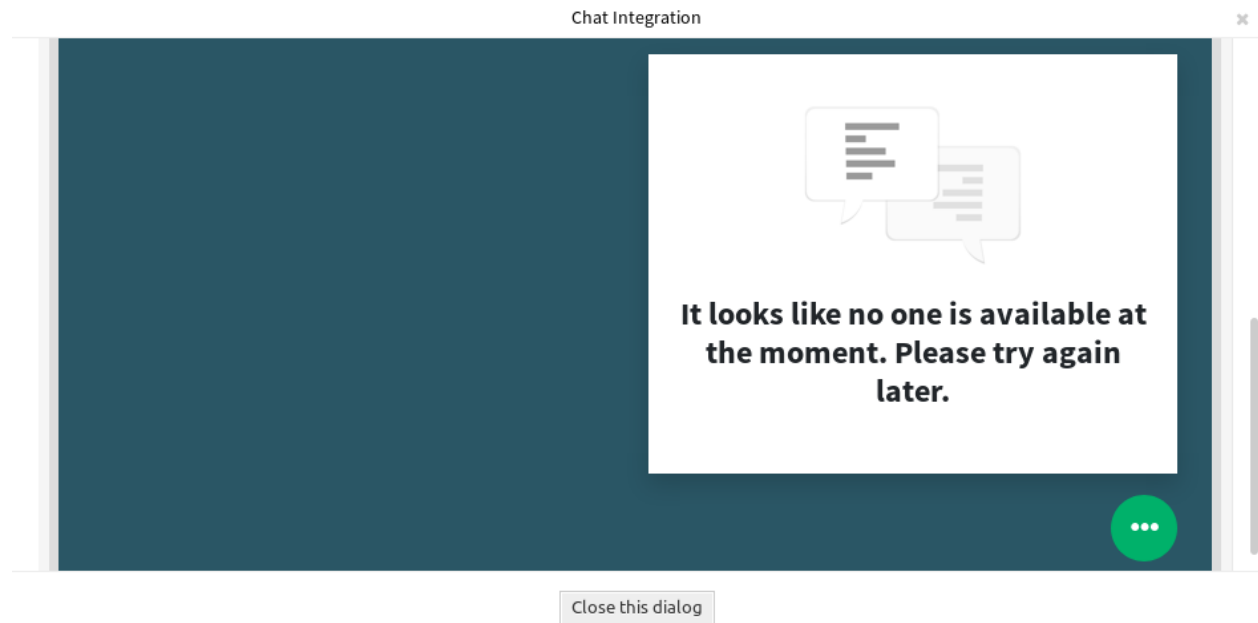 Chat Integration
It looks like no one is available at
the moment. Please try again
later.
Close this dialog